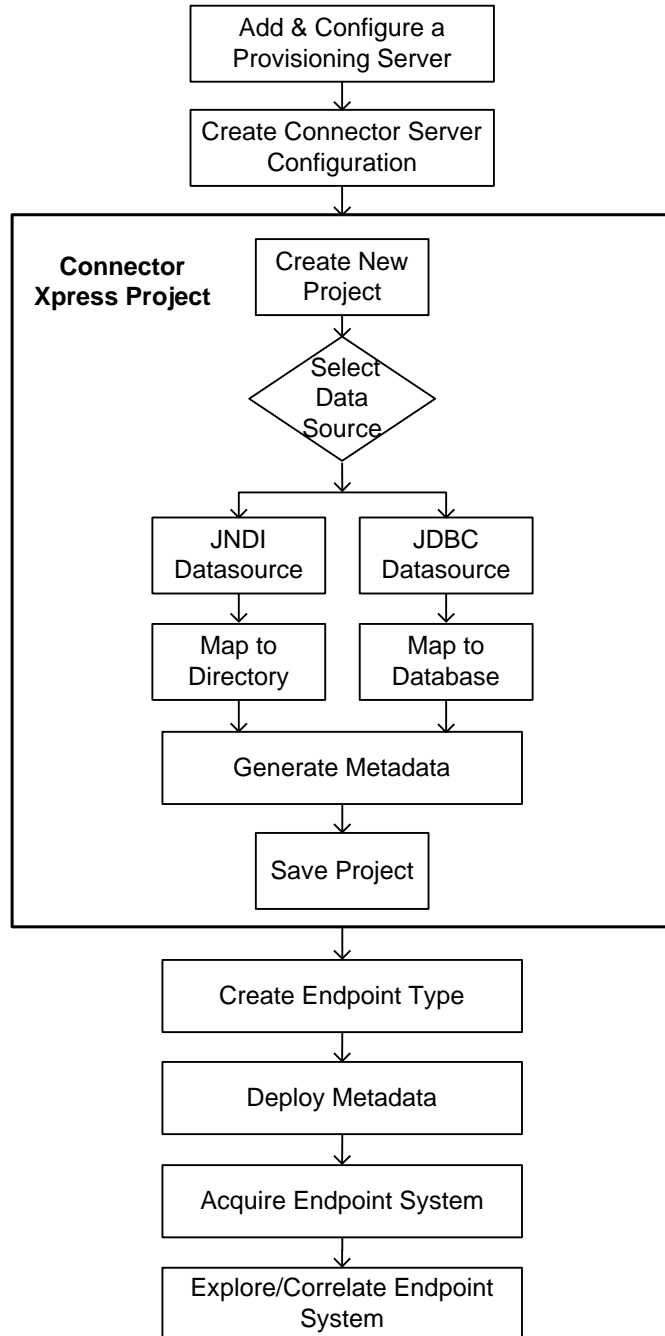 Add & Configure a
Provisioning Server
Create Connector Server
Configuration
Connector
Xpress Project
Create New
Project
Select
Data
Source
JNDI
Datasource
JDBC
Datasource
Map to
Directory
Map to
Database
Generate Metadata
Save Project
Create Endpoint Type
Deploy Metadata
Acquire Endpoint System
Explore/Correlate Endpoint
System